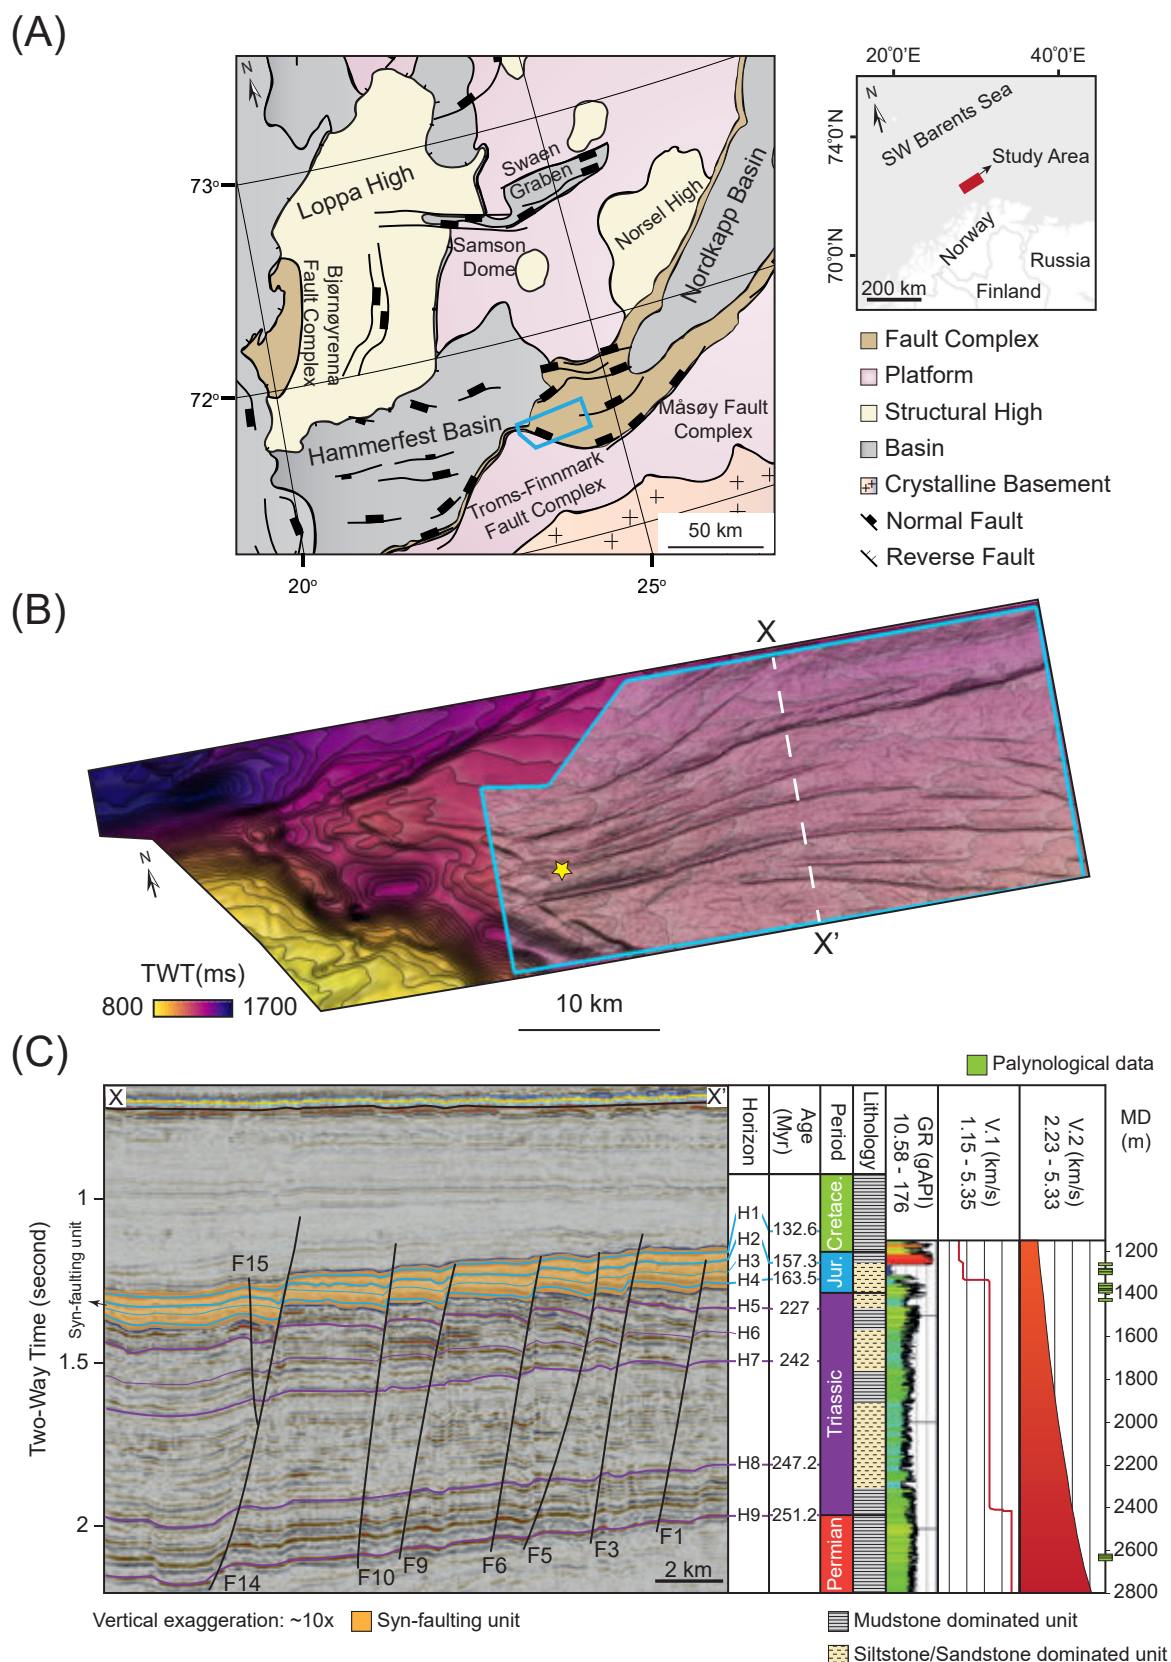 (A)
N
Loppa High
Swaen
Graben
Samson
Dome
Norsel High
Nordkapp Basin
Bjørnøyrenna
Fault Complex
Hammerfest Basin
Troms-Finnmark
Fault Complex
Måsøy Fault
Complex
50 km
73°
72°
20°
25°
20°0'E
40°0'E
74°0'N
70°0'N
N
SW Barents Sea
Study Area
Norway
Russia
Finland
200 km
Fault Complex
Platform
Structural High
Basin
Crystalline Basement
Normal Fault
Reverse Fault
(B)
X
X'
N
TWT(ms)
800
1700
10 km
(C)
Palynological data
X
X'
Horizon
Age
(Myr)
Period
Lithology
GR (gAPI)
10.58 - 176
V.1 (km/s)
1.15 - 5.35
V.2 (km/s)
2.23 - 5.33
MD
(m)
Two-Way Time (second)
Syn-faulting unit
1
1.5
2
F15
F14
F10
F9
F6
F5
F3
F1
2 km
H1
H2
H3
H4
H5
H6
H7
H8
H9
132.6
157.3
163.5
227
242
247.2
251.2
Cretace.
Jur.
Triassic
Permian
1200
1400
1600
1800
2000
2200
2400
2600
2800
Vertical exaggeration: ~10x
Syn-faulting unit
Mudstone dominated unit
Siltstone/Sandstone dominated unit